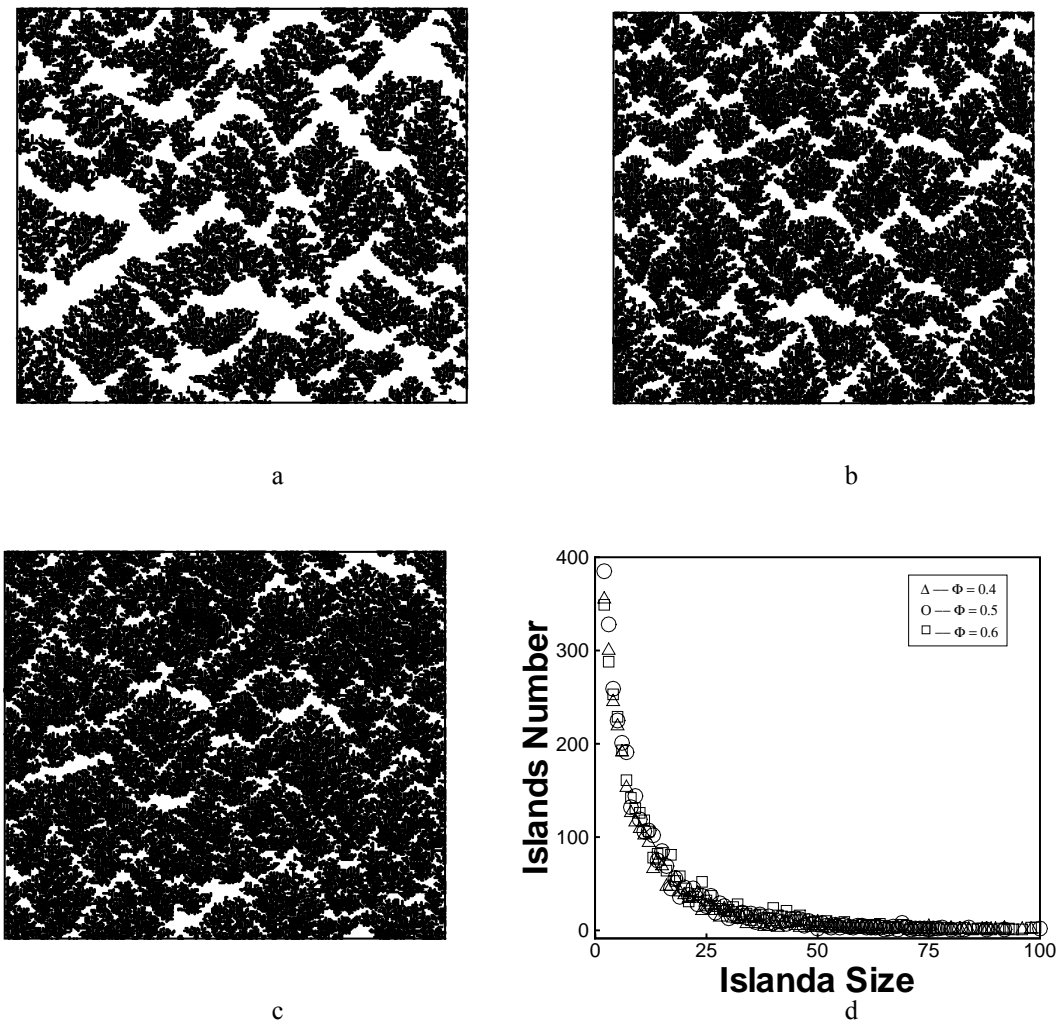 a
b
c
400
300
200
100
0
Islands Number
Δ — Φ = 0.4
O — Φ = 0.5
□ — Φ = 0.6
0 25 50 75 100
Islanda Size
d